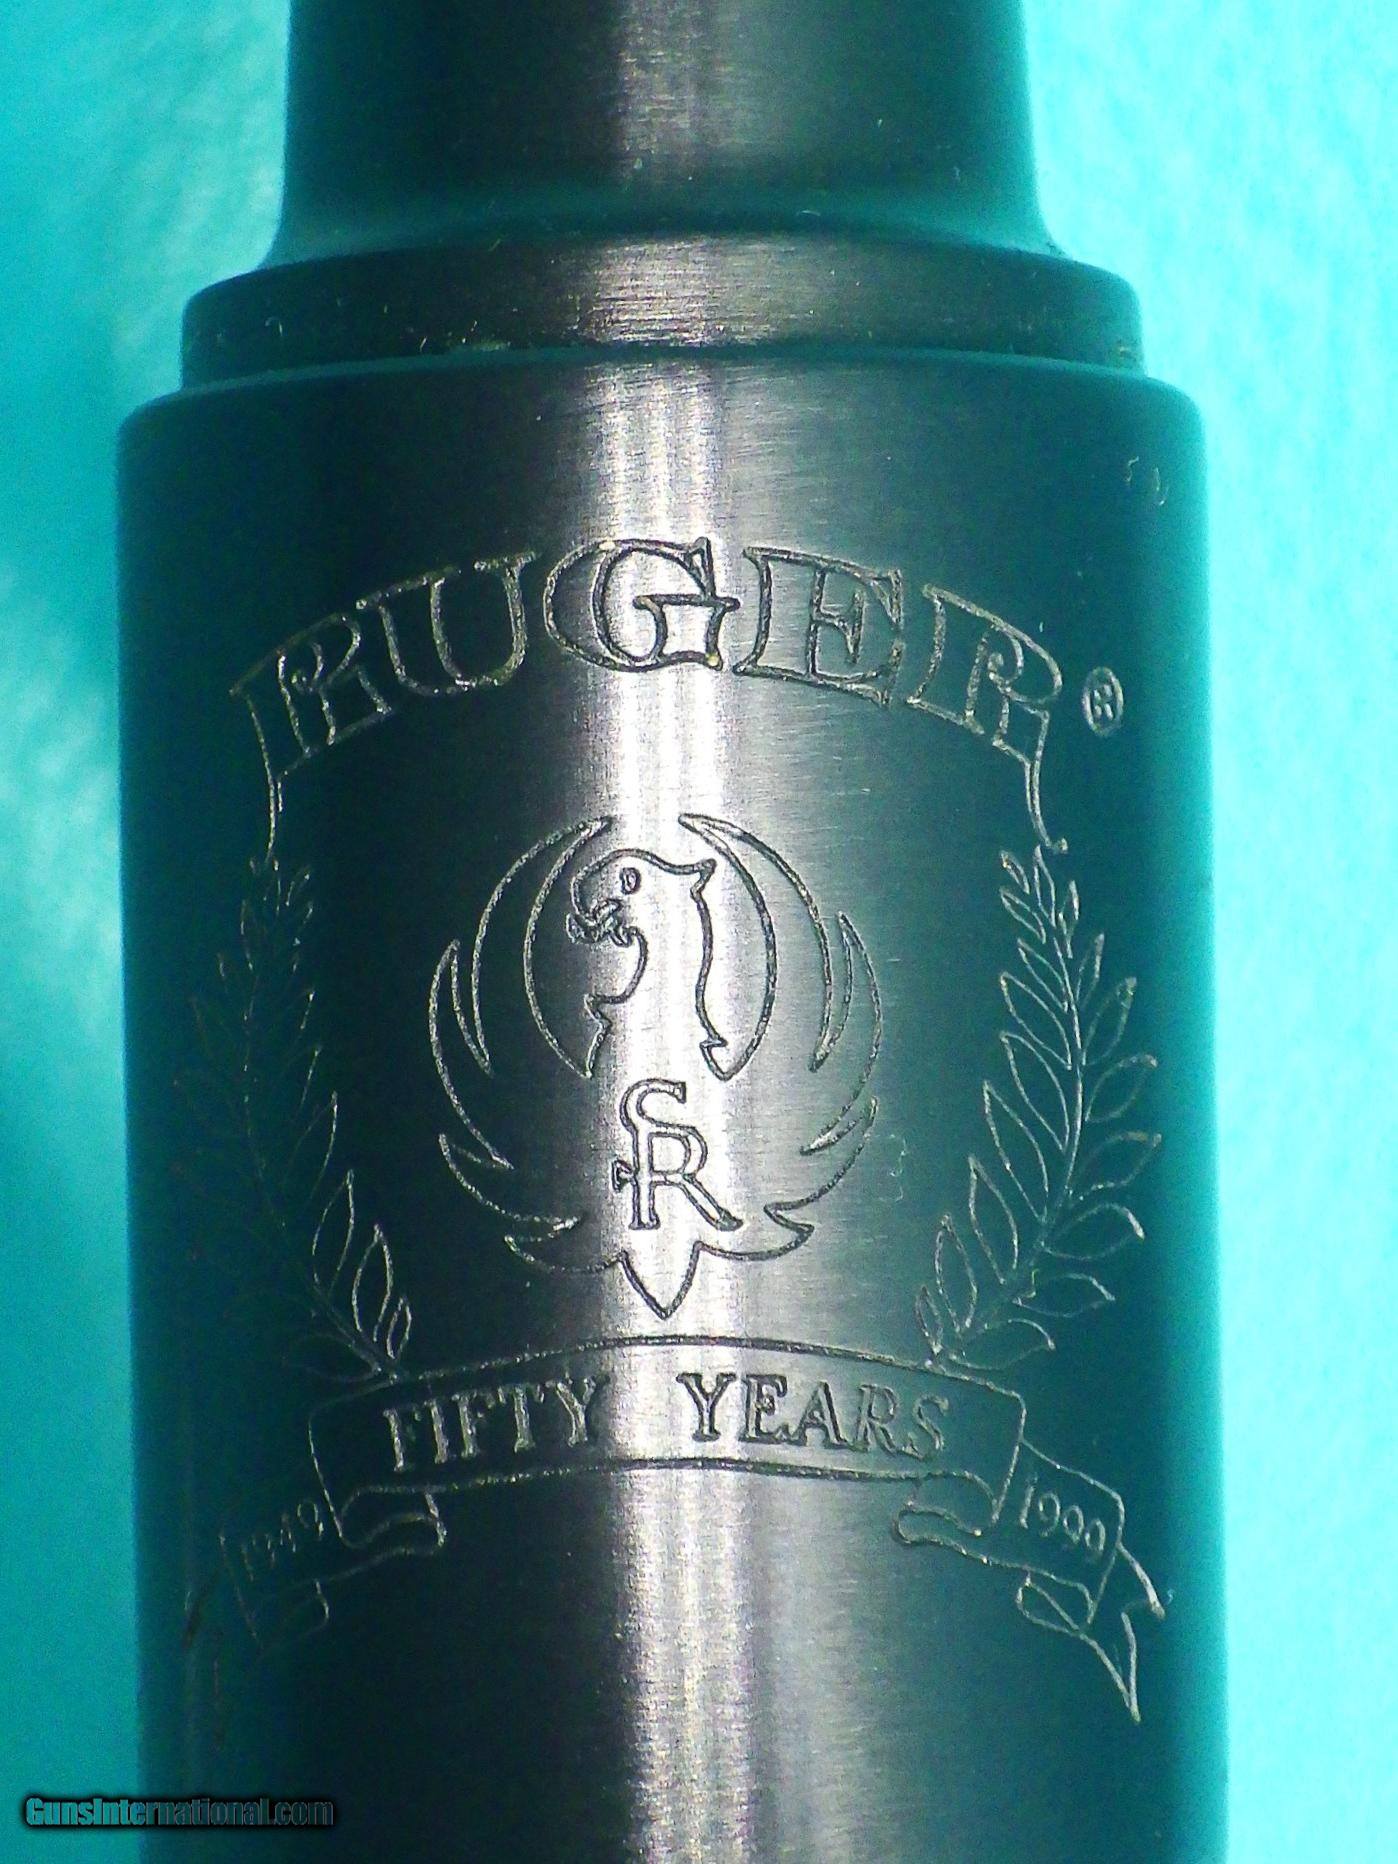 RUGER®
SR
FIFTY YEARS
1949
1999
GunsInternational.com